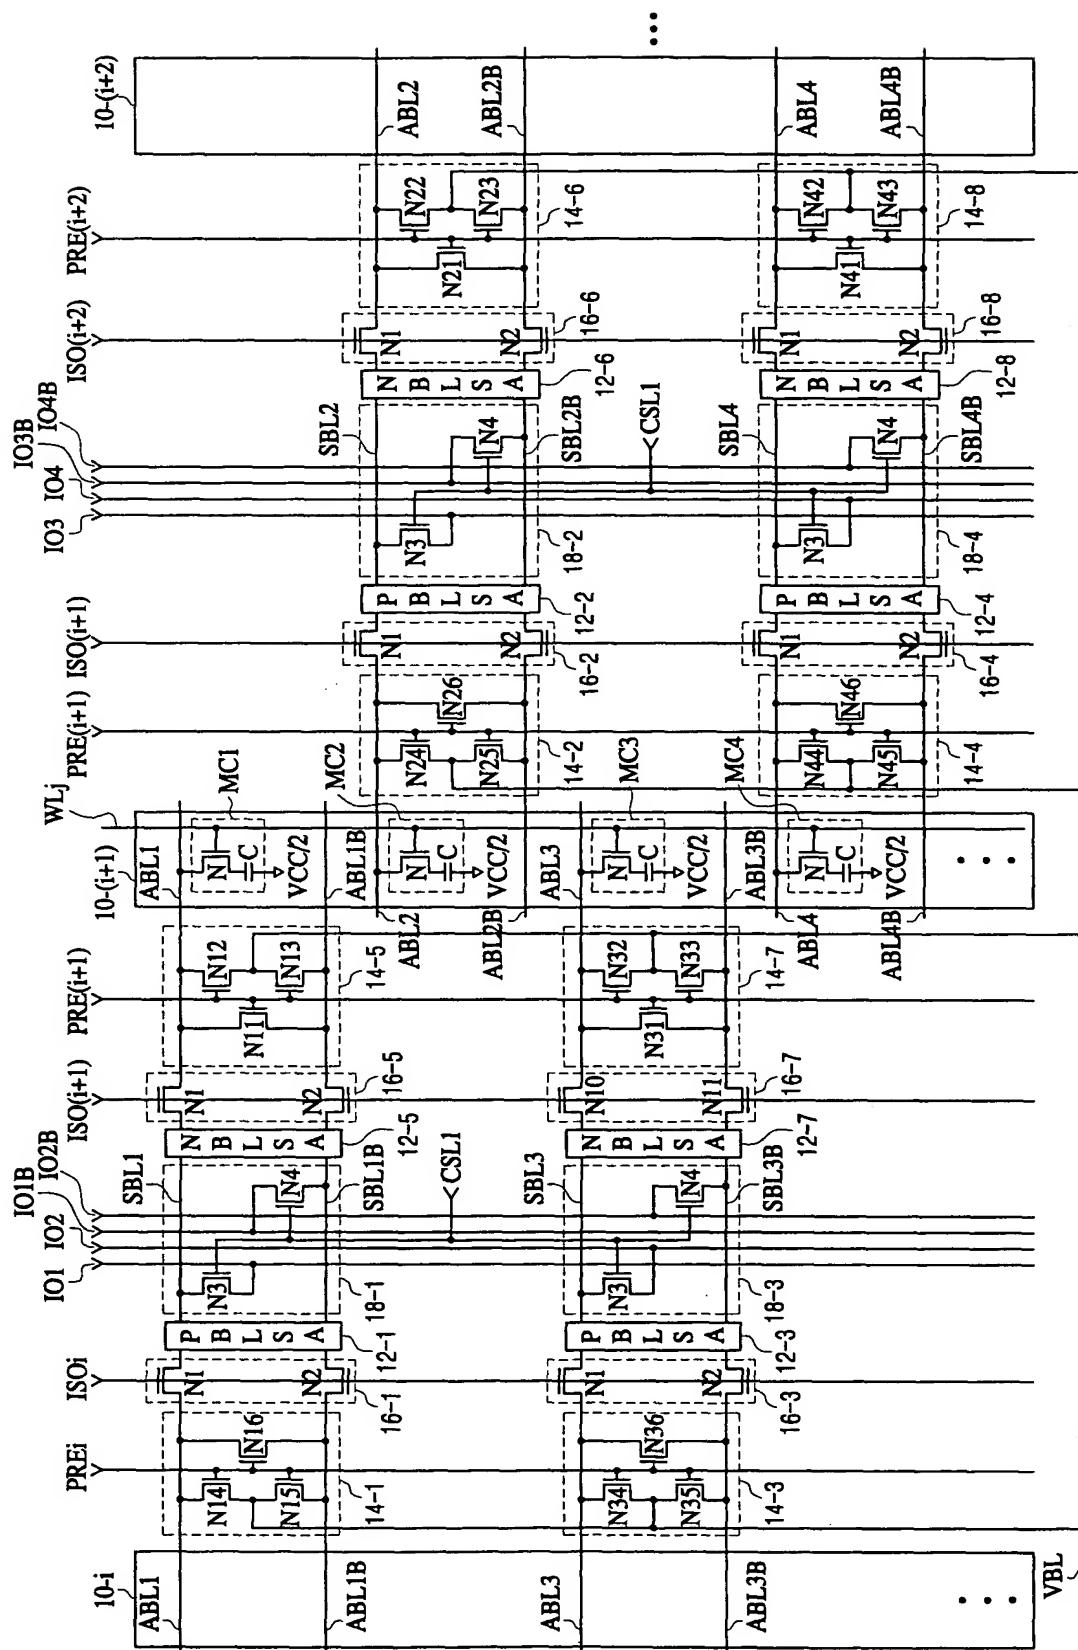 10-i
PREi
ISOi
IO1
IO2
IO1B
IO2B
ISO(i+1)
PRE(i+1)
10-(i+1)
WLj
PRE(i+1)
ISO(i+1)
IO3
IO4
IO3B
IO4B
ISO(i+2)
PRE(i+2)
10-(i+2)
ABL1
N14
N15
N16
14-1
N1
N2
16-1
PBLSA
12-1
SBL1
N3
N4
18-1
SBL1B
CSL1
NBLSA
12-5
N1
N2
16-5
N11
N12
N13
14-5
ABL1
MC1
N
C
VCC/2
ABL1B
ABL1B
ABL2
MC2
N
C
VCC/2
ABL2B
N24
N25
N26
14-2
N1
N2
16-2
PBLSA
12-2
SBL2
N3
N4
18-2
SBL2B
CSL1
NBLSA
12-6
N1
N2
16-6
N21
N22
N23
14-6
ABL2
ABL2B
• • •
ABL3
N34
N35
N36
14-3
N1
N2
16-3
PBLSA
12-3
SBL3
N3
N4
18-3
SBL3B
NBLSA
12-7
N10
N11
16-7
N31
N32
N33
14-7
ABL3
MC3
N
C
VCC/2
ABL3B
ABL3B
ABL4
MC4
N
C
VCC/2
ABL4B
N44
N45
N46
14-4
N1
N2
16-4
PBLSA
12-4
SBL4
N3
N4
18-4
SBL4B
NBLSA
12-8
N1
N2
16-8
N41
N42
N43
14-8
ABL4
ABL4B
• • •
• • •
VBL